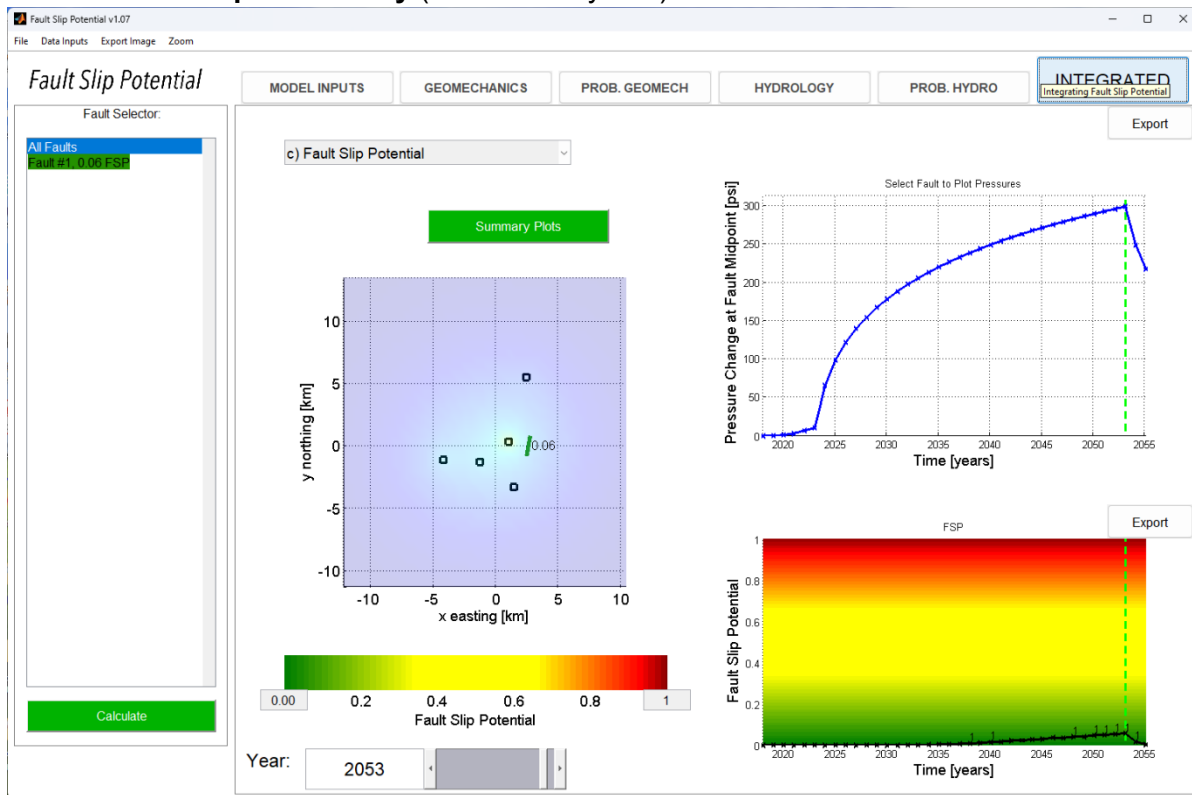 Fault Slip Potential v1.07
File Data Inputs Export Image Zoom
Fault Slip Potential
MODEL INPUTS GEOMECHANICS PROB. GEOMECH HYDROLOGY PROB. HYDRO INTEGRATED
Integrating Fault Slip Potential
Fault Selector:
All Faults
Fault #1, 0.06 FSP
Calculate
c) Fault Slip Potential
Summary Plots
10
5
0
-5
-10
y northing [km]
0.06
-10 -5 0 5 10
x easting [km]
0.00 0.2 0.4 0.6 0.8 1
Fault Slip Potential
Year: 2053
Export
Select Fault to Plot Pressures
Pressure Change at Fault Midpoint [psi]
300
250
200
150
100
50
0
2020 2025 2030 2035 2040 2045 2050 2055
Time [years]
Export
FSP
Fault Slip Potential
1
0.8
0.6
0.4
0.2
0
1 1 1 1 1 1
2020 2025 2030 2035 2040 2045 2050 2055
Time [years]